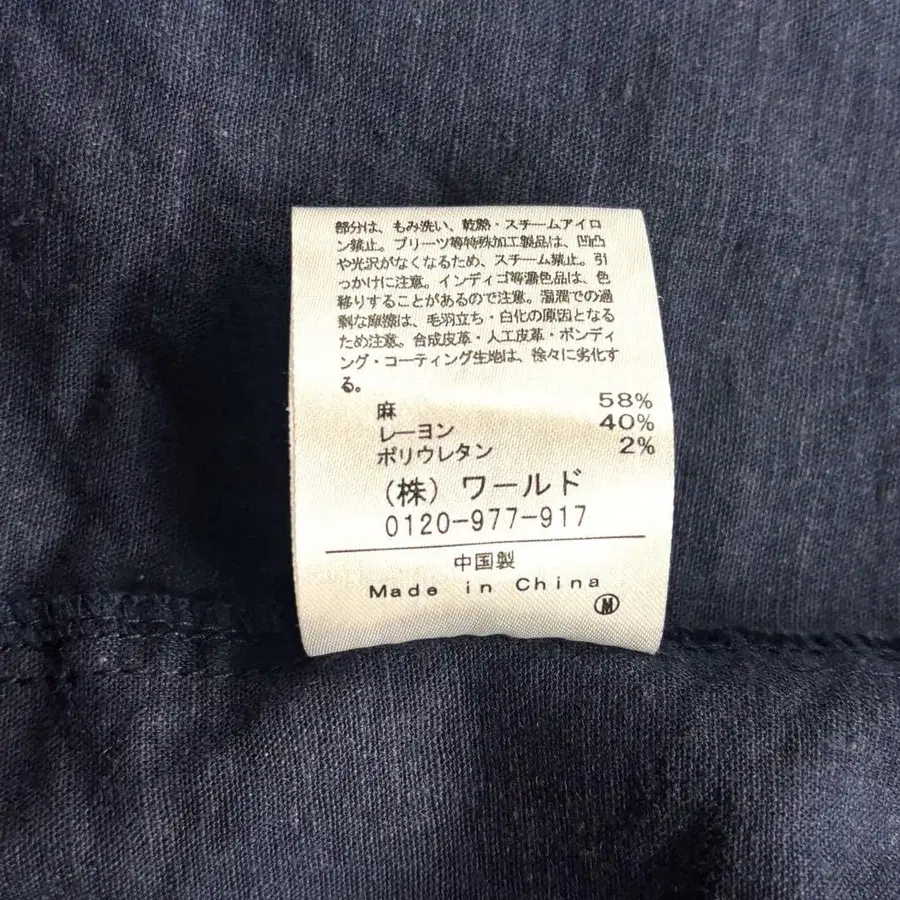 部分は、もみ洗い、乾熱・スチームアイロ
ン禁止。プリーツ等特殊加工製品は、凹凸
や光沢がなくなるため、スチーム禁止。引
っかけに注意。インディゴ等濃色品は、色
移りすることがあるので注意。湿潤での過
剰な摩擦は、毛羽立ち・白化の原因となる
ため注意。合成皮革・人工皮革・ボンディ
ング・コーティング生地は、徐々に劣化す
る。
麻 58%
レーヨン 40%
ポリウレタン 2%
(株) ワールド
0120-977-917
中国製
Made in China
M